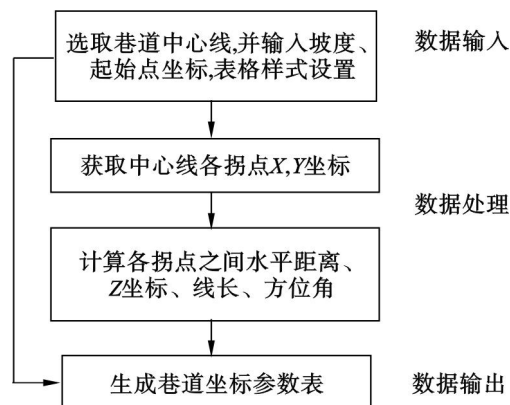 选取巷道中心线,并输入坡度、
起始点坐标,表格样式设置
数据输入
获取中心线各拐点X,Y坐标
数据处理
计算各拐点之间水平距离、
Z坐标、线长、方位角
生成巷道坐标参数表
数据输出